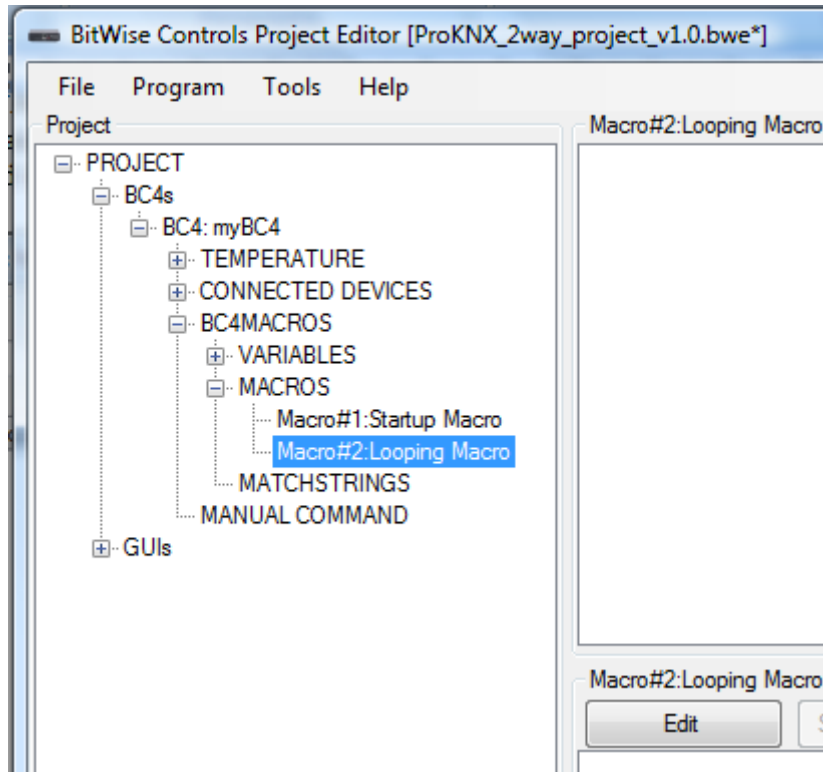 BitWise Controls Project Editor [ProKNX_2way_project_v1.0.bwe*]
File Program Tools Help
Project
Macro#2:Looping Macro
PROJECT
BC4s
BC4: myBC4
TEMPERATURE
CONNECTED DEVICES
BC4MACROS
VARIABLES
MACROS
Macro#1:Startup Macro
Macro#2:Looping Macro
MATCHSTRINGS
MANUAL COMMAND
GUIs
Macro#2:Looping Macro
Edit